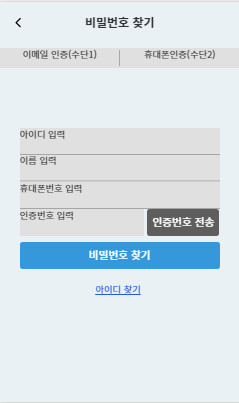 비밀번호 찾기
이메일 인증(수단1) 휴대폰인증(수단2)
아이디 입력
이름 입력
휴대폰번호 입력
인증번호 입력 인증번호 전송
비밀번호 찾기
아이디 찾기